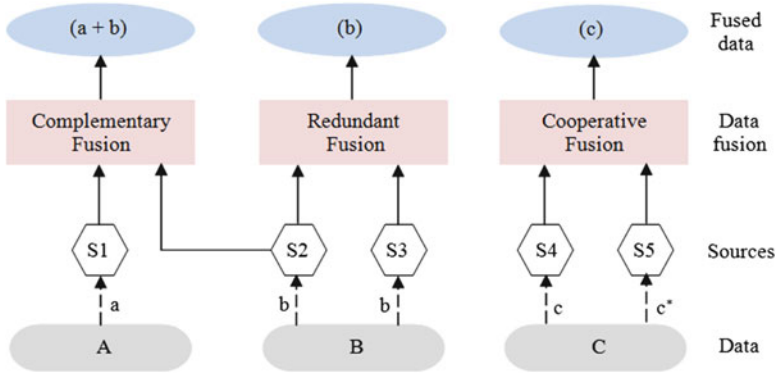 (a + b)
(b)
(c)
Fused
data
Complementary
Fusion
Redundant
Fusion
Cooperative
Fusion
Data
fusion
S1
S2
S3
S4
S5
Sources
a
b
b
c
c*
A
B
C
Data